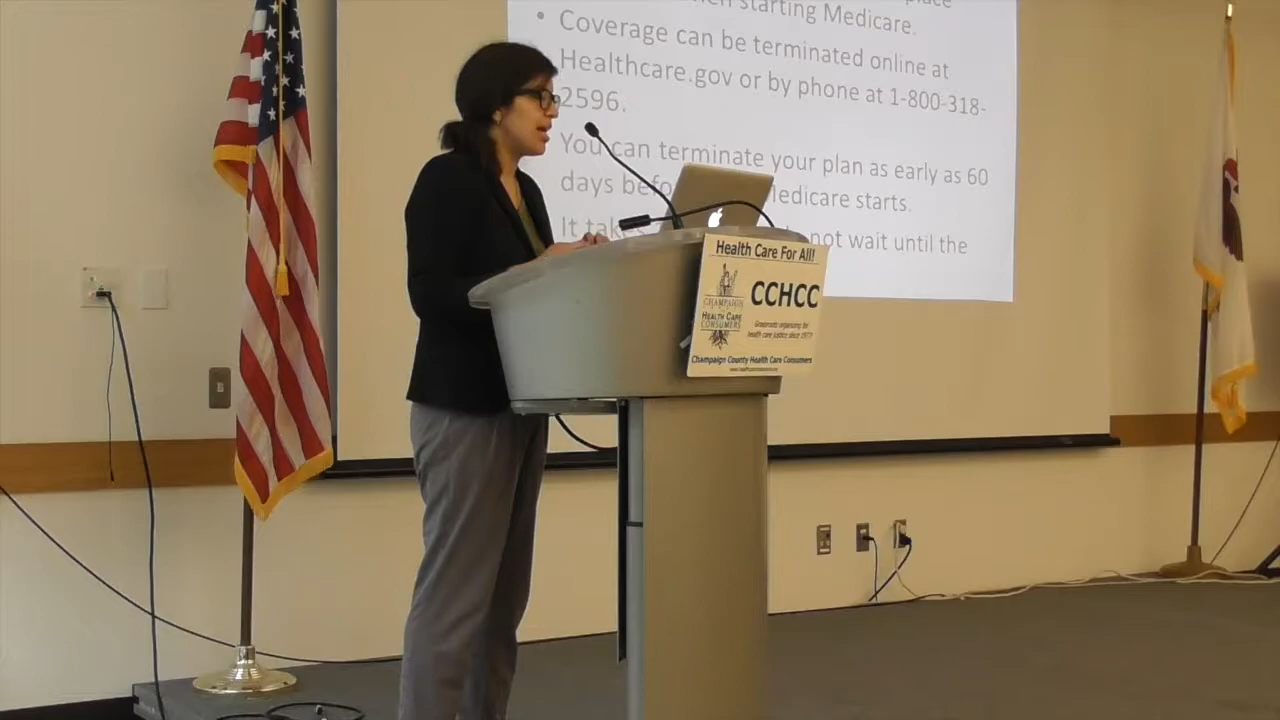 starting Medicare.
• Coverage can be terminated online at
Healthcare.gov or by phone at 1-800-318-
2596.
You can terminate your plan as early as 60
days Medicare starts.
It takes not wait until the
Health Care For All!
CCHCC
CHAMPAIGN
HEALTH CARE
CONSUMERS
Grassroots organizing for
health care justice since 1977
Champaign County Health Care Consumers